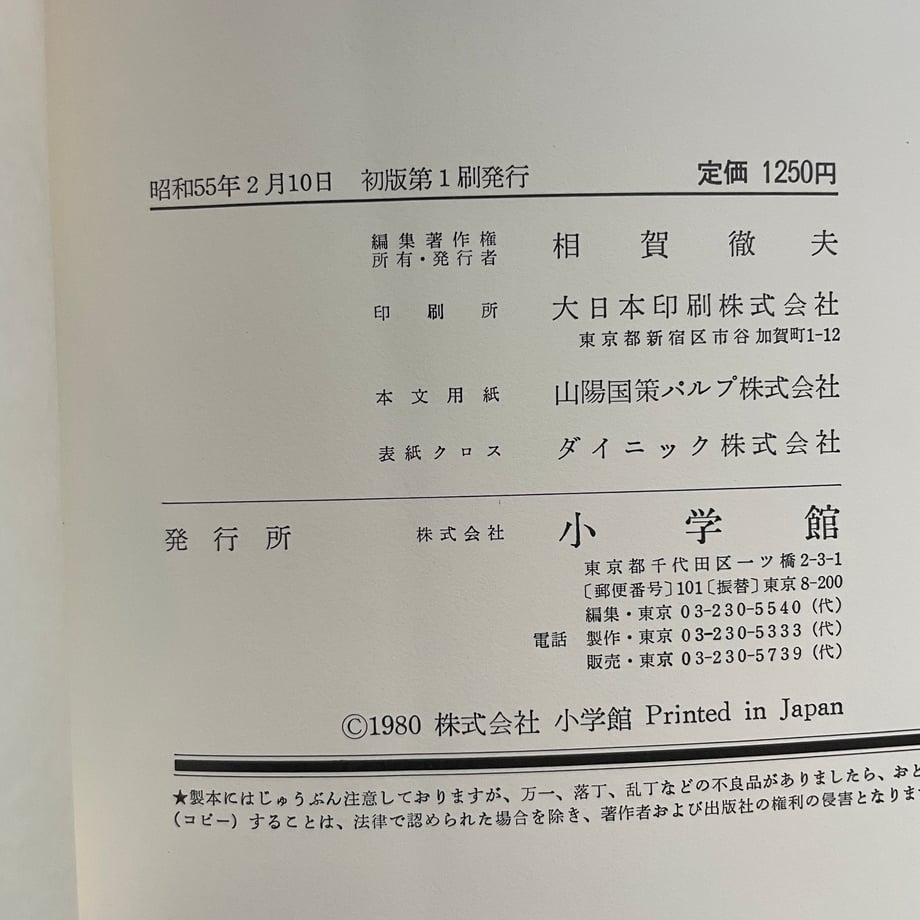 昭和55年2月10日 初版第1刷発行 定価 1250円
編集著作権
所有・発行者 相賀徹夫
印刷所 大日本印刷株式会社
東京都新宿区市谷加賀町1-12
本文用紙 山陽国策パルプ株式会社
表紙クロス ダイニック株式会社
発行所 株式会社 小学館
東京都千代田区一ツ橋2-3-1
〔郵便番号〕101〔振替〕東京8-200
編集・東京 03-230-5540(代)
電話 製作・東京 03-230-5333(代)
販売・東京 03-230-5739(代)
©1980 株式会社 小学館 Printed in Japan
★製本にはじゅうぶん注意しておりますが、万一、落丁、乱丁などの不良品がありましたら、おと
(コピー)することは、法律で認められた場合を除き、著作者および出版社の権利の侵害となりま